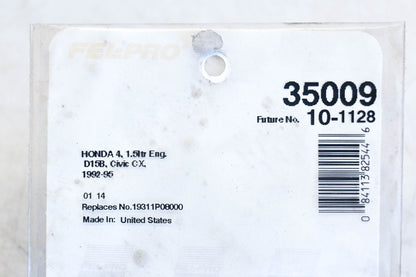 FEL-PRO
35009
Future No. 10-1128
HONDA 4, 1.5ltr Eng.
D15B, Civic CX,
1992-95
01 14
Replaces No.19311P08000
Made In: United States
0 84113 82544 6